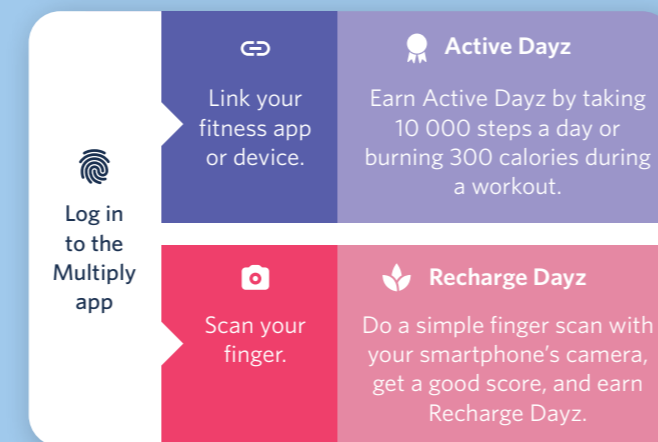 Log in
to the
Multiply
app
Link your
fitness app
or device.
Active Dayz
Earn Active Dayz by taking
10 000 steps a day or
burning 300 calories during
a workout.
Scan your
finger.
Recharge Dayz
Do a simple finger scan with
your smartphone’s camera,
get a good score, and earn
Recharge Dayz.